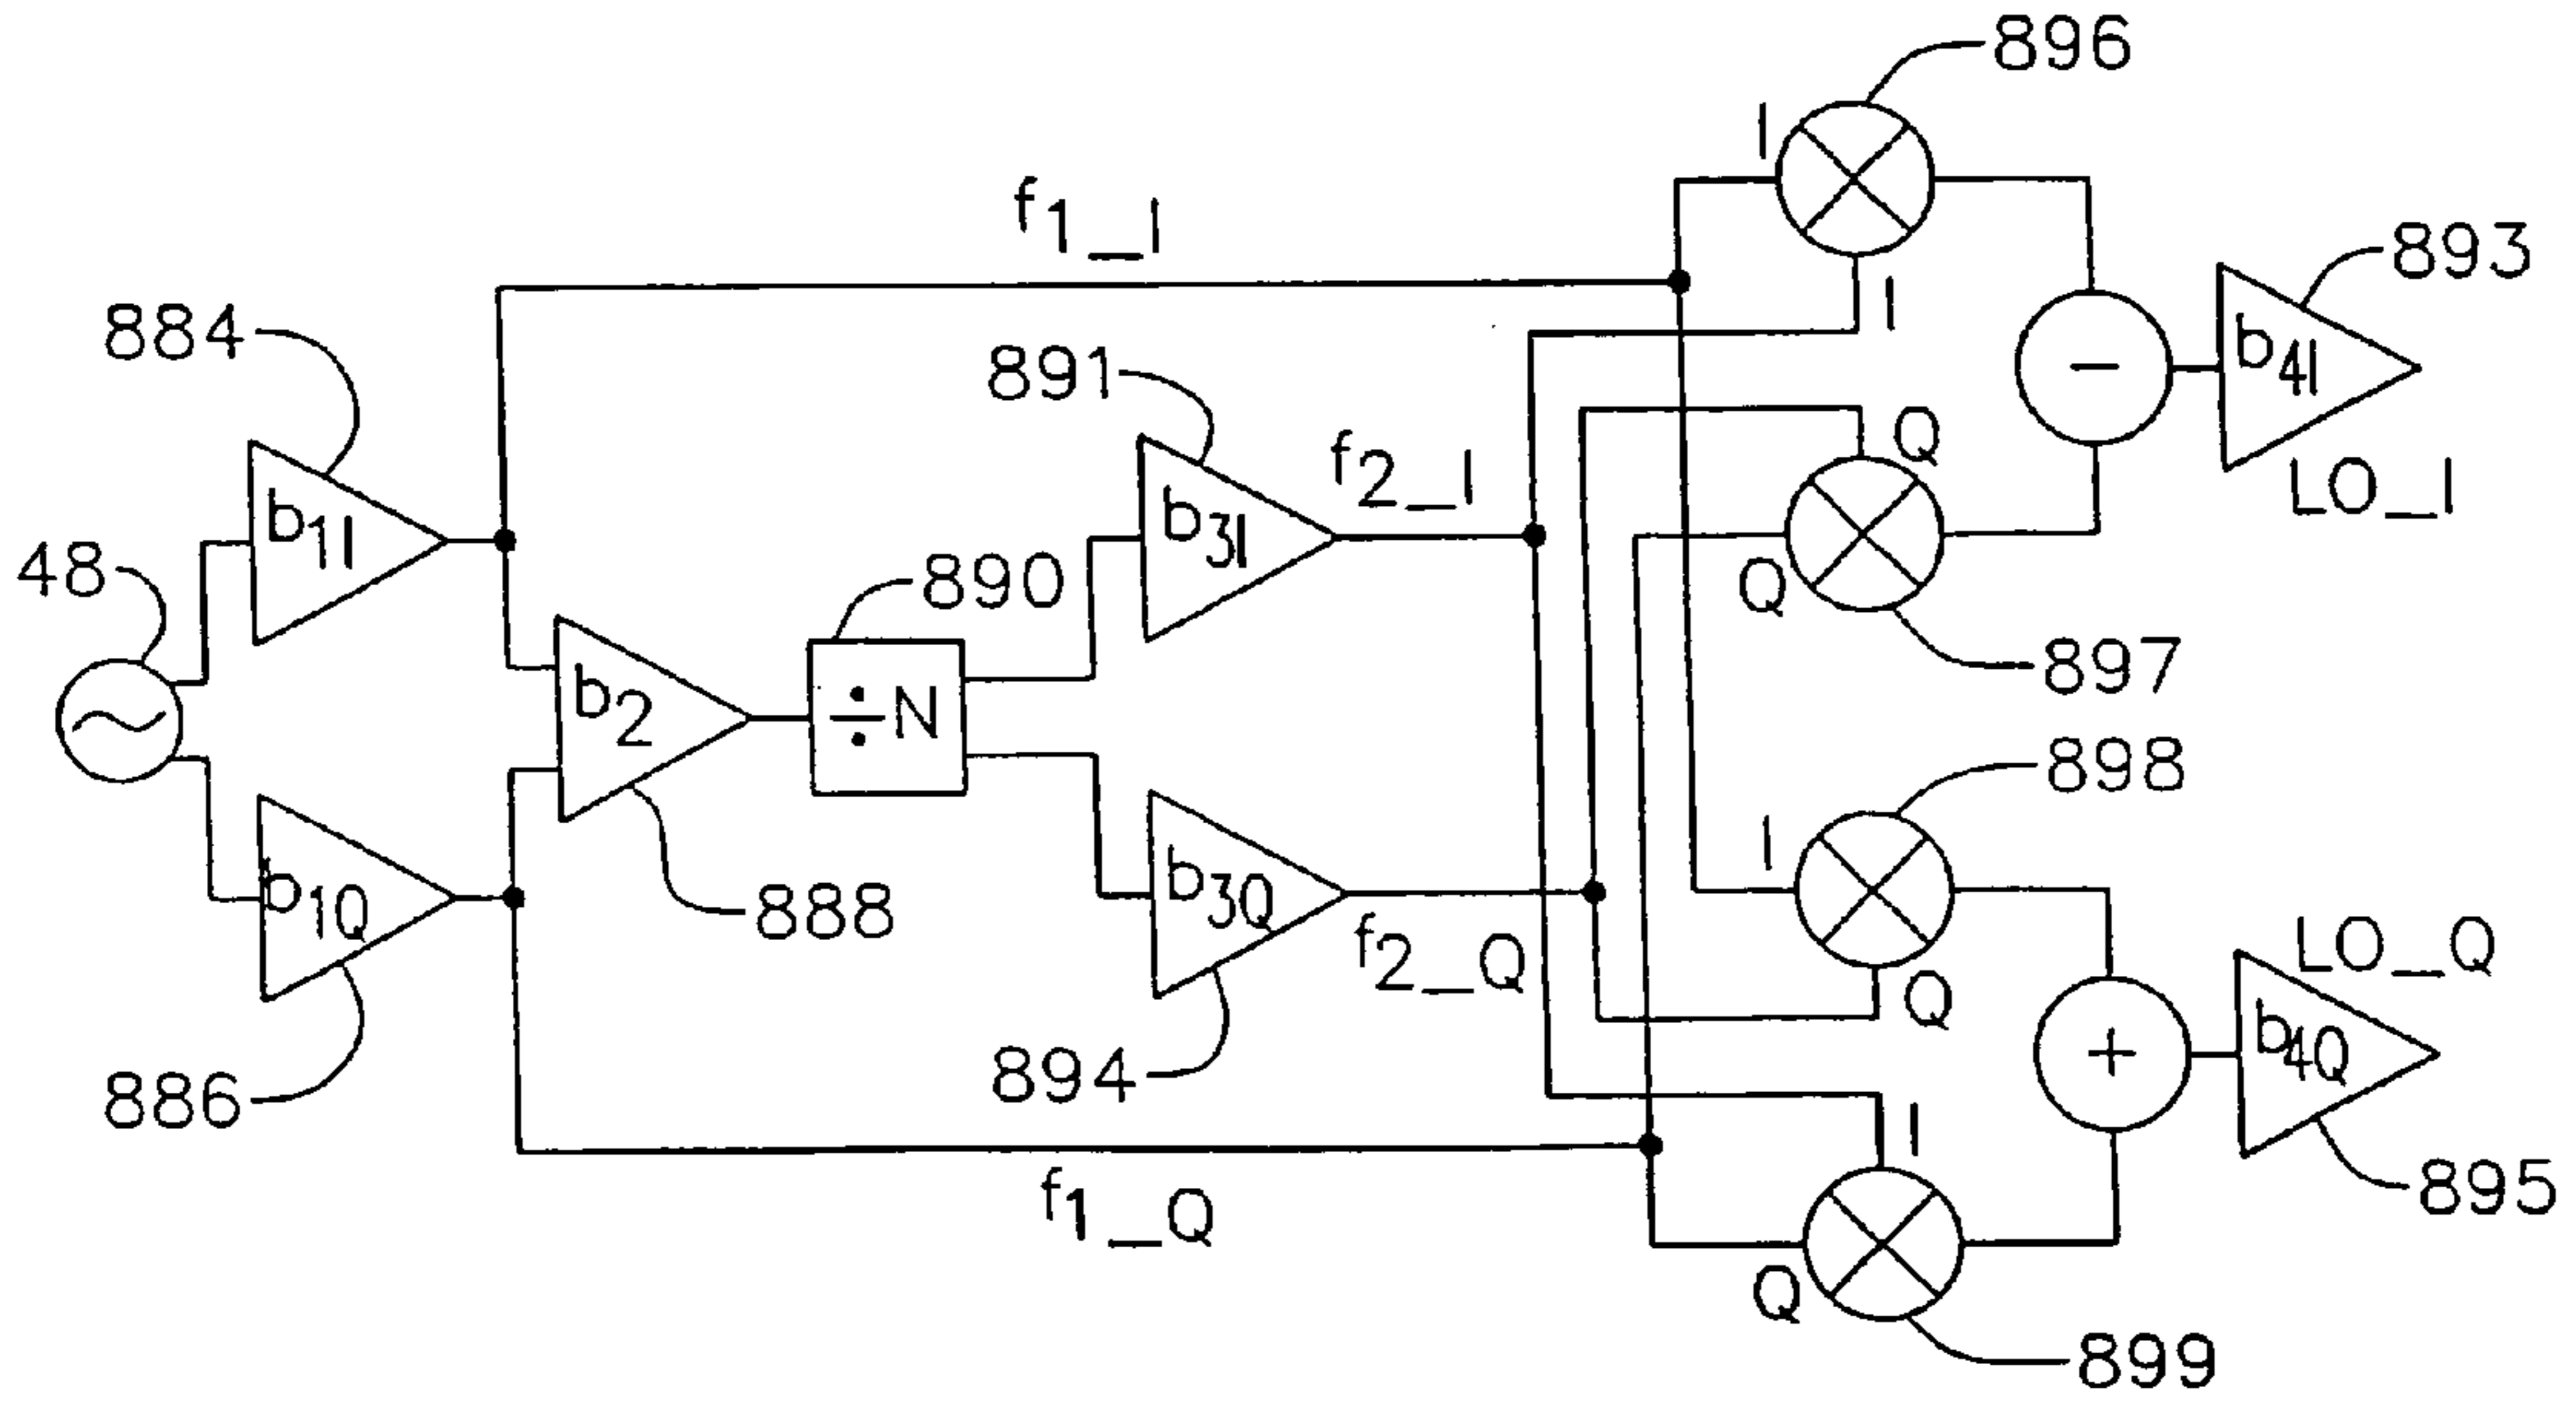 896
I
f1_I
893
I
884
b4I
891
Q
f2_I
LO_I
b1I
b3I
48
890
Q
897
b2
÷N
898
I
b3Q
b1Q
888
LO_Q
f2_Q
Q
b4Q
+
894
886
I
895
f1_Q
Q
899